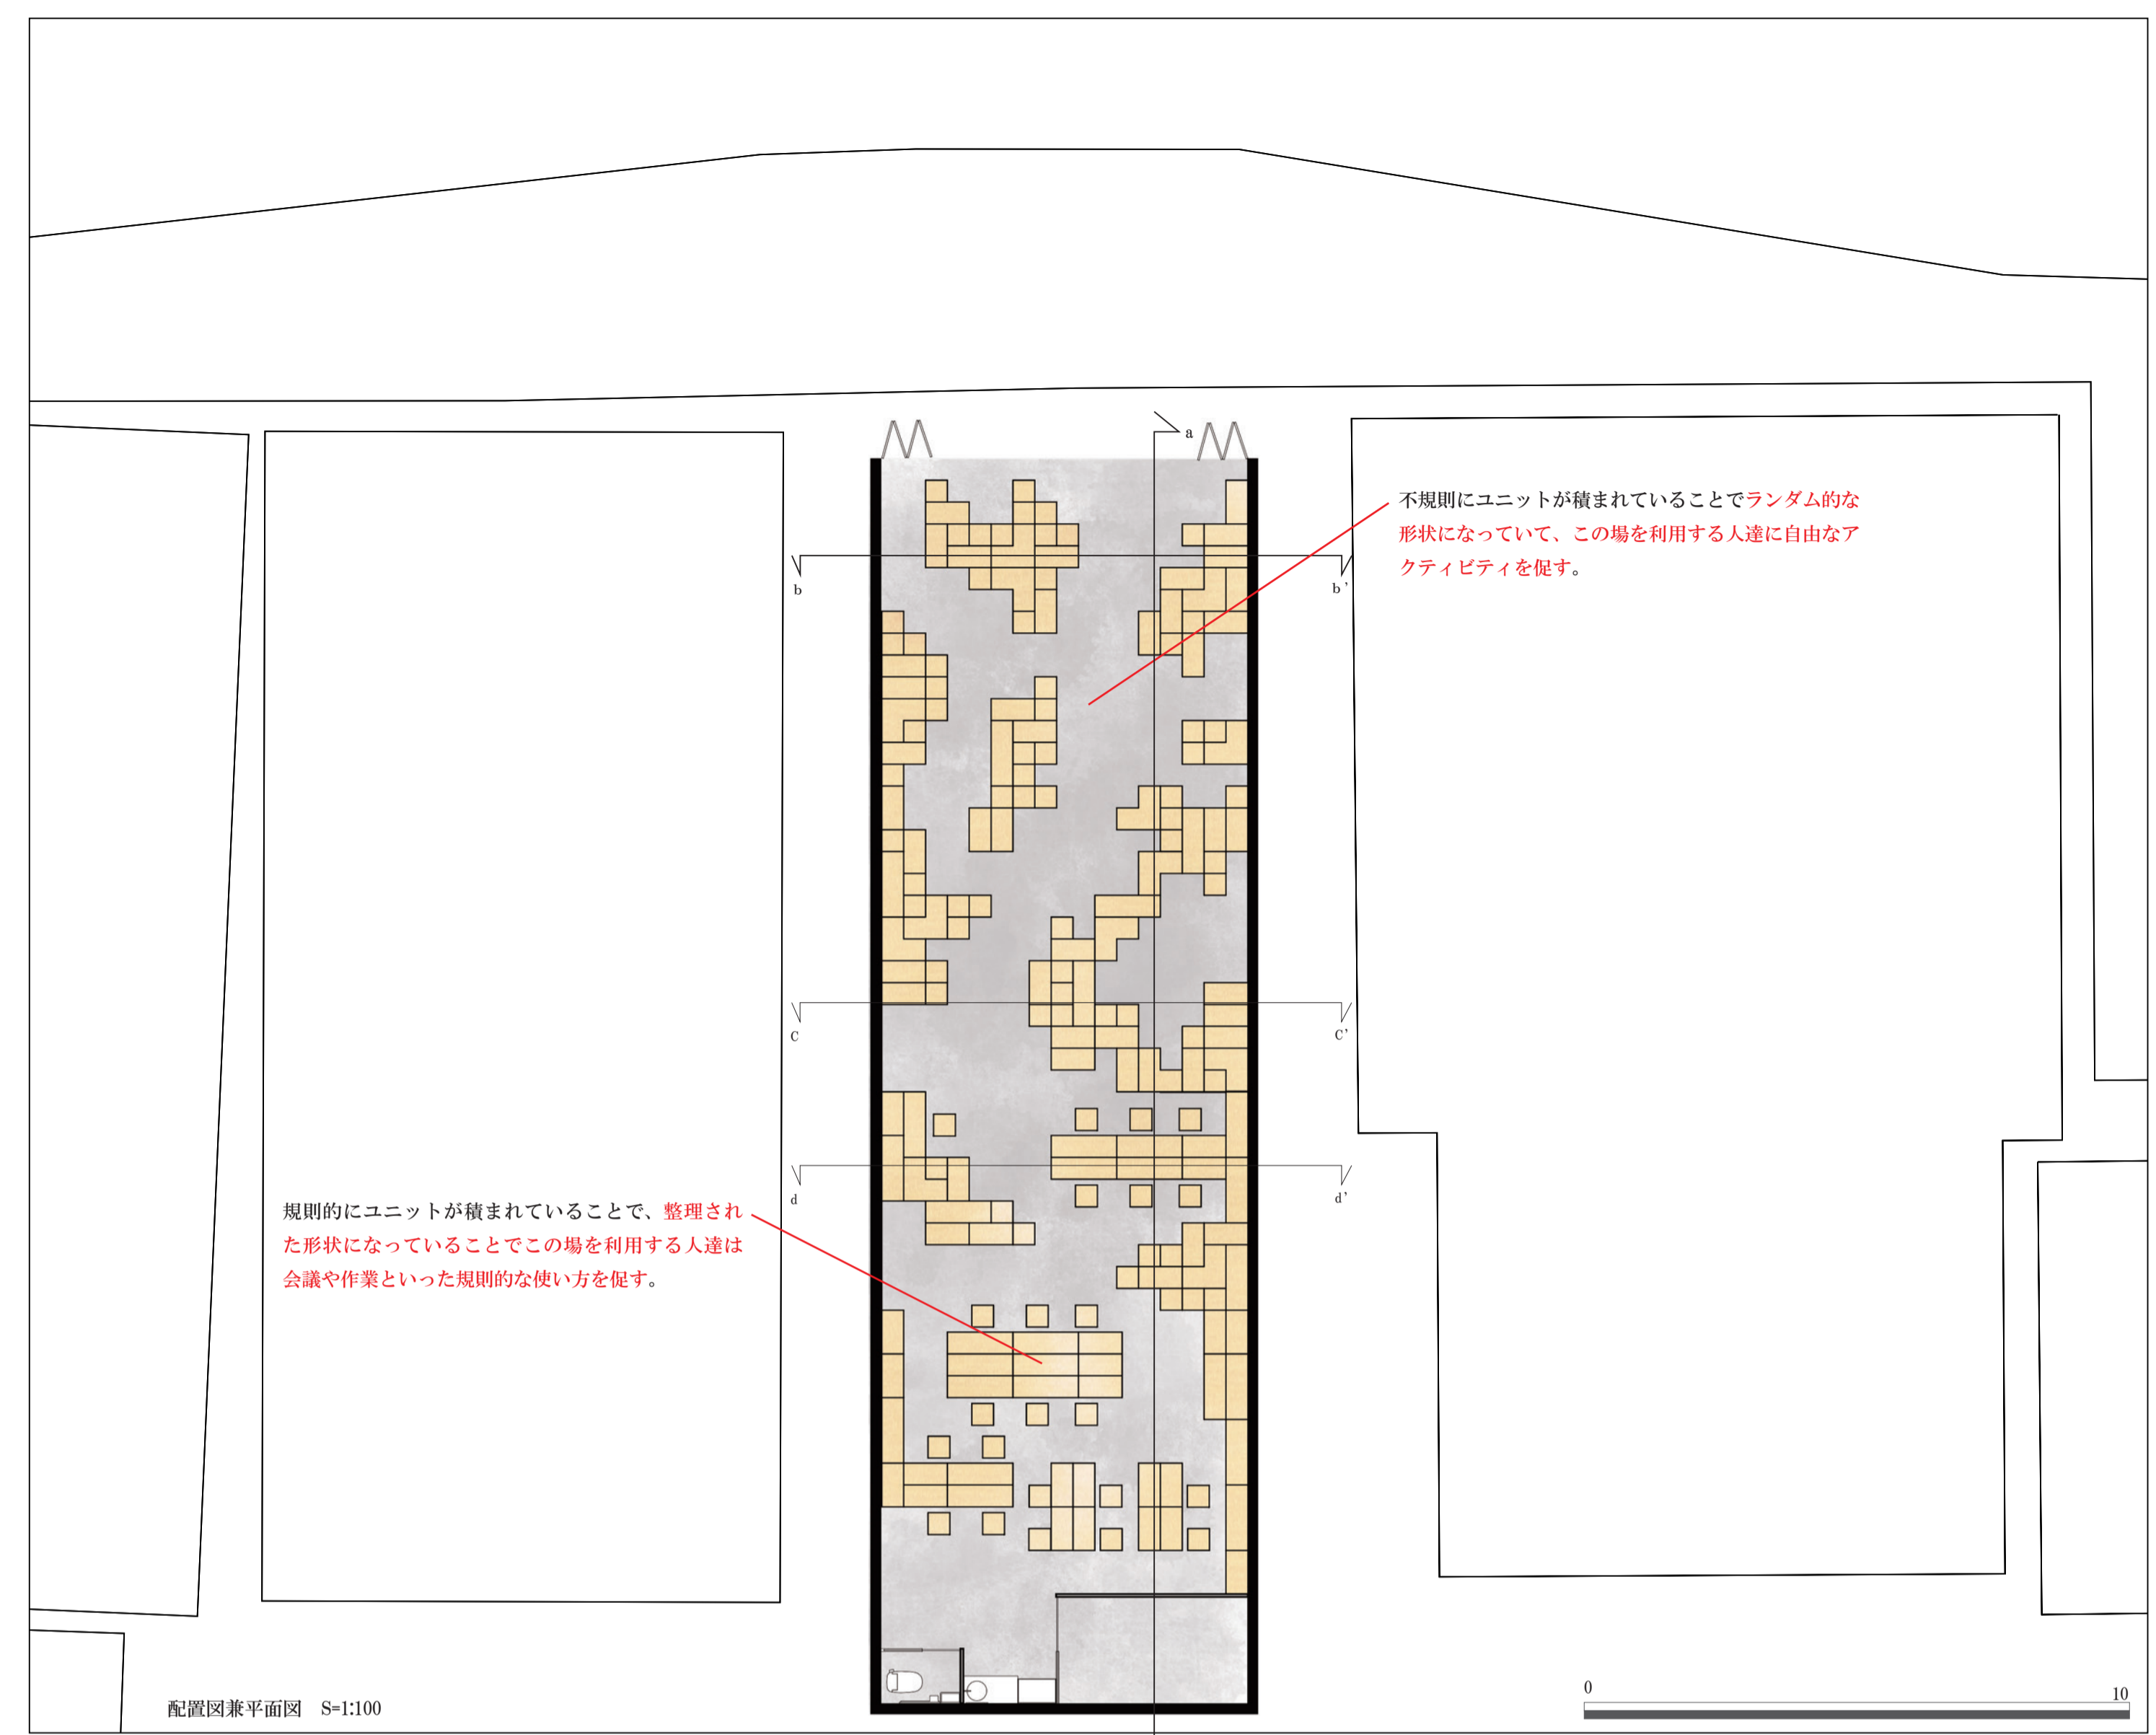 a
不規則にユニットが積まれていることでランダム的な
形状になっていて、この場を利用する人達に自由なア
クティビティを促す。
b
b'
C
C'
d
d'
規則的にユニットが積まれていることで、整理され
た形状になっていることでこの場を利用する人達は
会議や作業といった規則的な使い方を促す。
0
10
配置図兼平面図 S=1:100